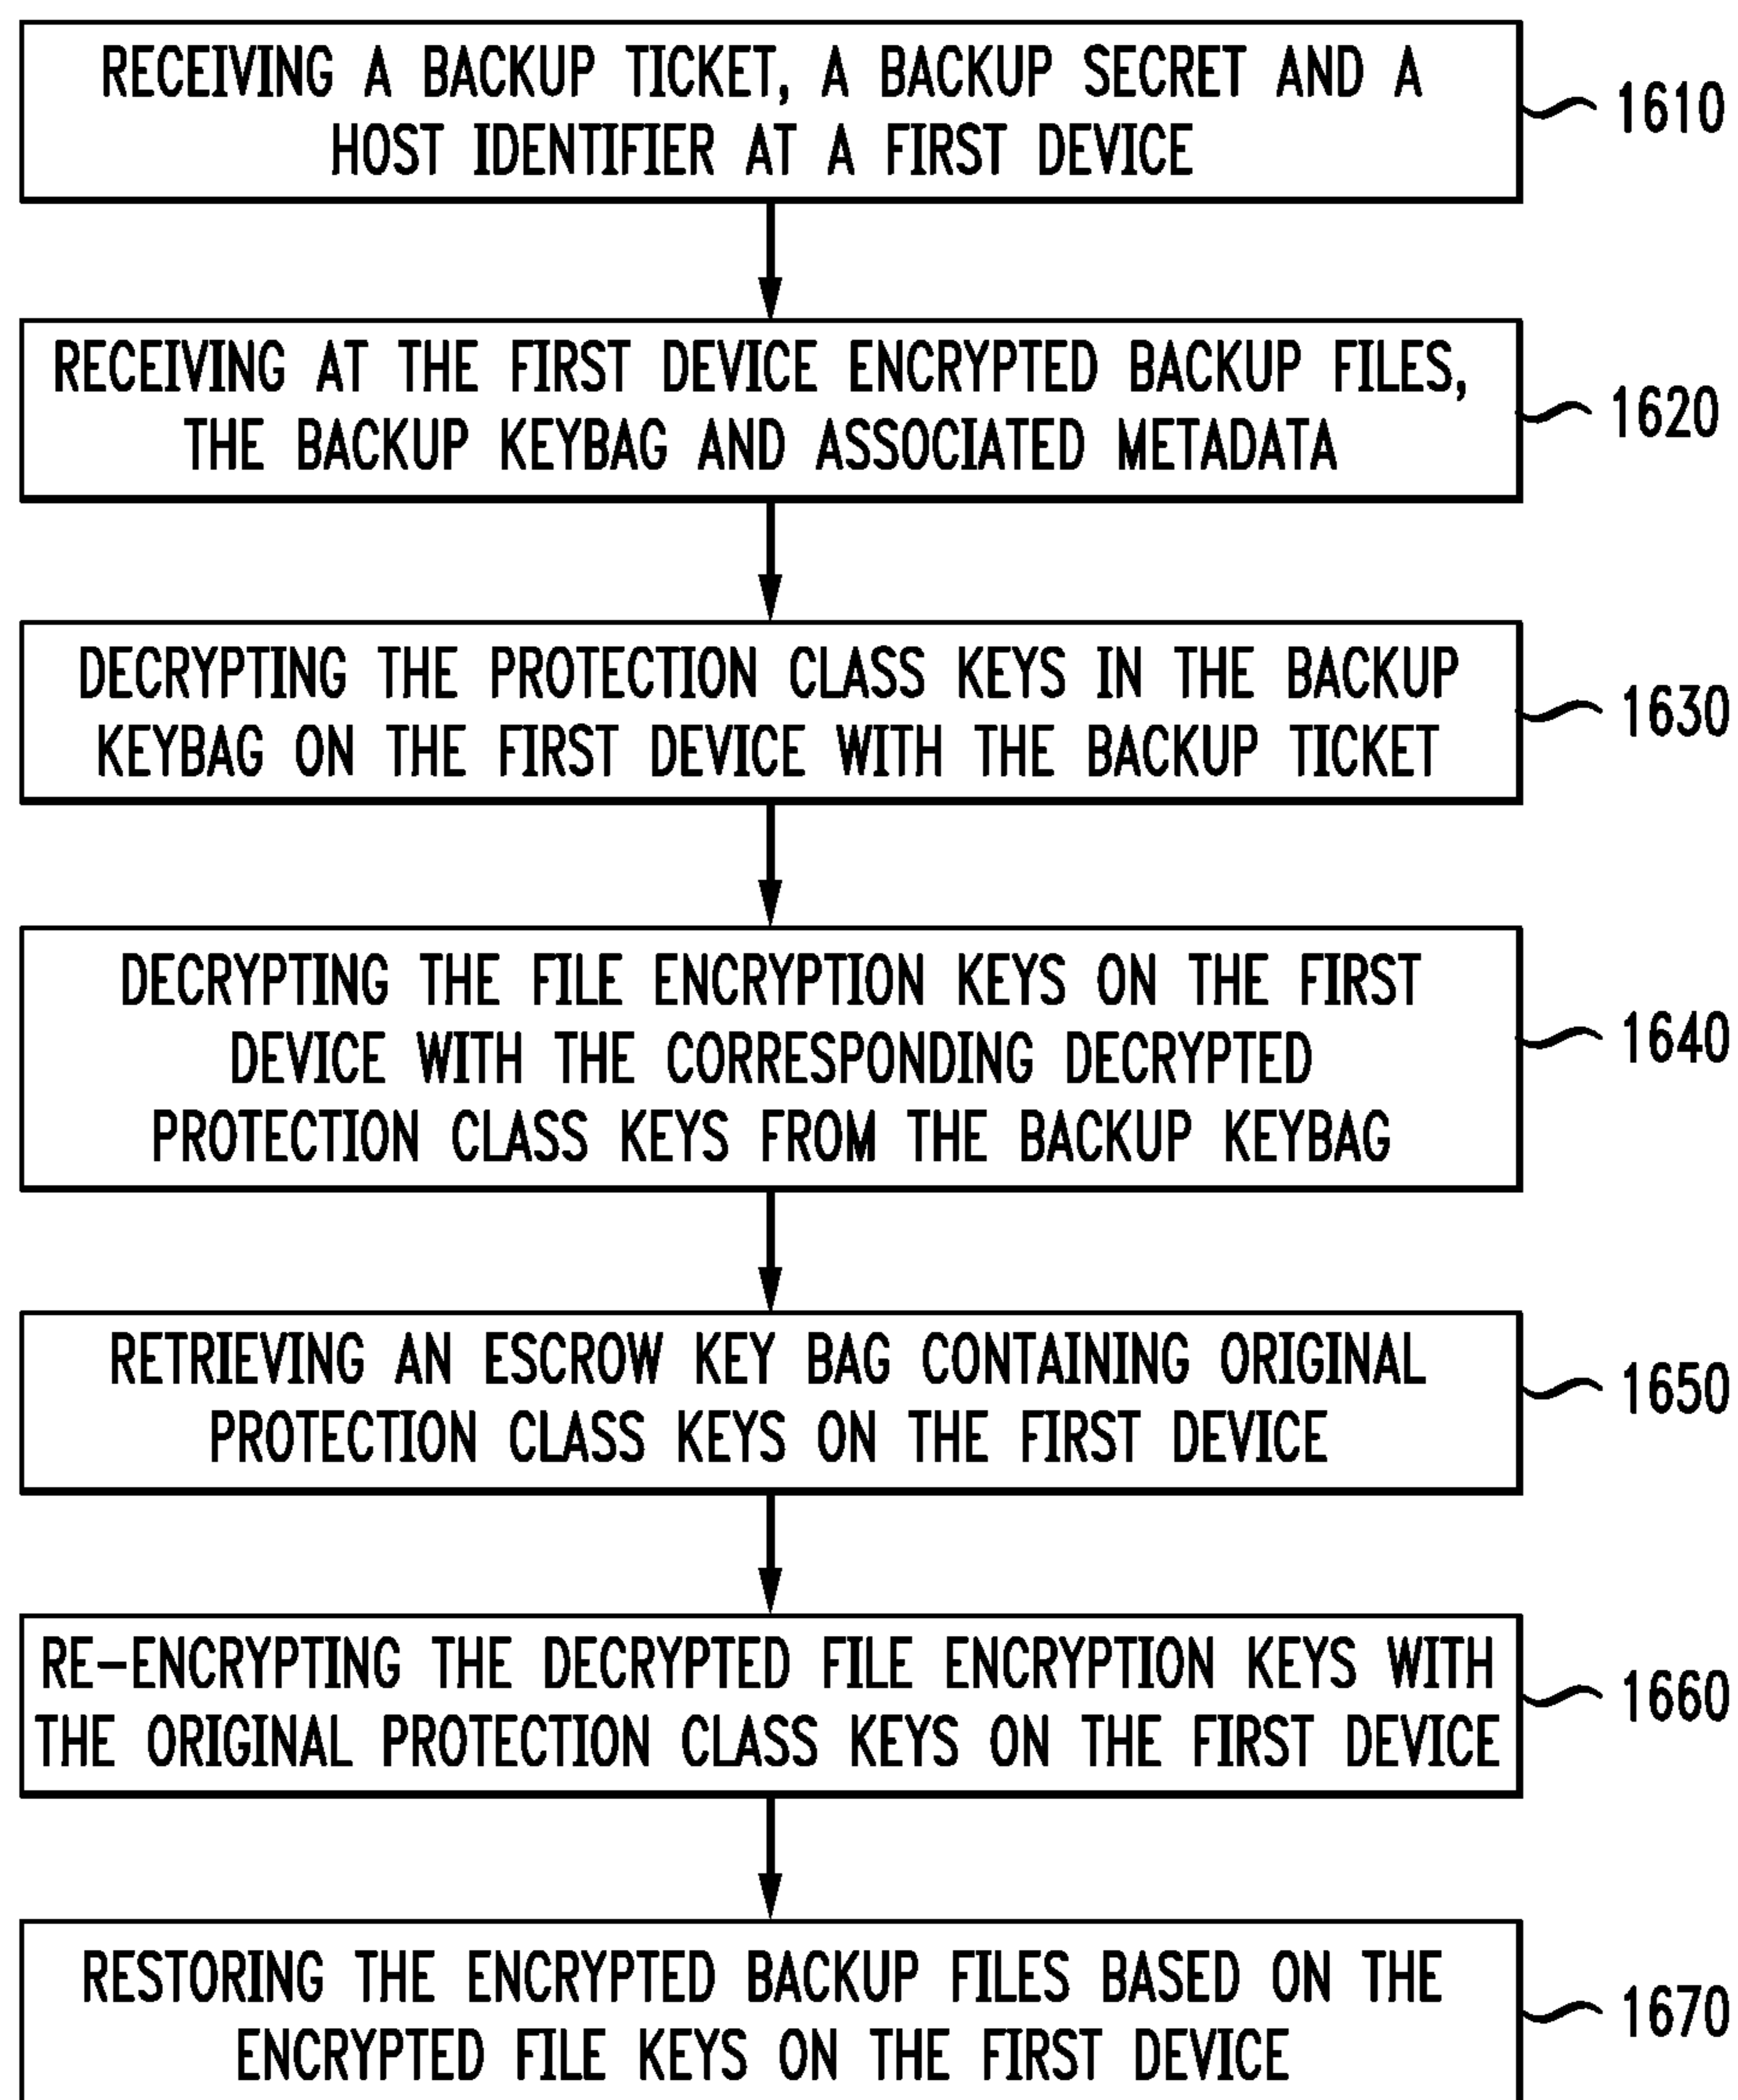 RECEIVING A BACKUP TICKET, A BACKUP SECRET AND A
HOST IDENTIFIER AT A FIRST DEVICE
1610
RECEIVING AT THE FIRST DEVICE ENCRYPTED BACKUP FILES,
THE BACKUP KEYBAG AND ASSOCIATED METADATA
1620
DECRYPTING THE PROTECTION CLASS KEYS IN THE BACKUP
KEYBAG ON THE FIRST DEVICE WITH THE BACKUP TICKET
1630
DECRYPTING THE FILE ENCRYPTION KEYS ON THE FIRST
DEVICE WITH THE CORRESPONDING DECRYPTED
PROTECTION CLASS KEYS FROM THE BACKUP KEYBAG
1640
RETRIEVING AN ESCROW KEY BAG CONTAINING ORIGINAL
PROTECTION CLASS KEYS ON THE FIRST DEVICE
1650
RE-ENCRYPTING THE DECRYPTED FILE ENCRYPTION KEYS WITH
THE ORIGINAL PROTECTION CLASS KEYS ON THE FIRST DEVICE
1660
RESTORING THE ENCRYPTED BACKUP FILES BASED ON THE
ENCRYPTED FILE KEYS ON THE FIRST DEVICE
1670